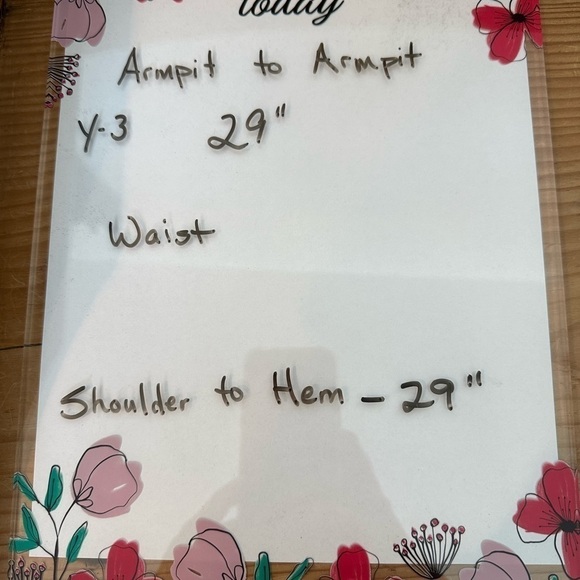 today
Armpit to Armpit
Y-3 29"
Waist
Shoulder to Hem - 29"